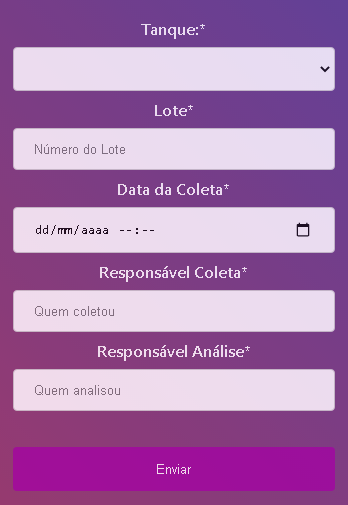 Tanque:*
Lote*
Número do Lote
Data da Coleta*
dd/mm/aaaa --:--
Responsável Coleta*
Quem coletou
Responsável Análise*
Quem analisou
Enviar